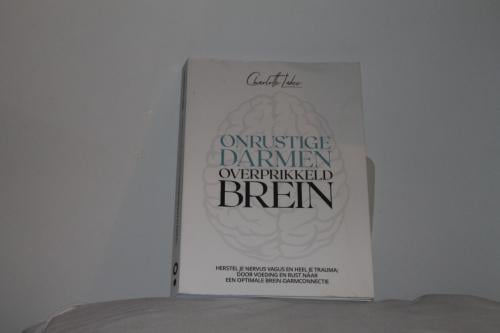 Charlotte Labee
ONRUSTIGE
DARMEN
OVERPRIKKELD
BREIN
HERSTEL JE NERVUS VAGUS EN HEEL JE TRAUMA;
DOOR VOEDING EN RUST NAAR
EEN OPTIMALE BREIN-DARMCONNECTIE